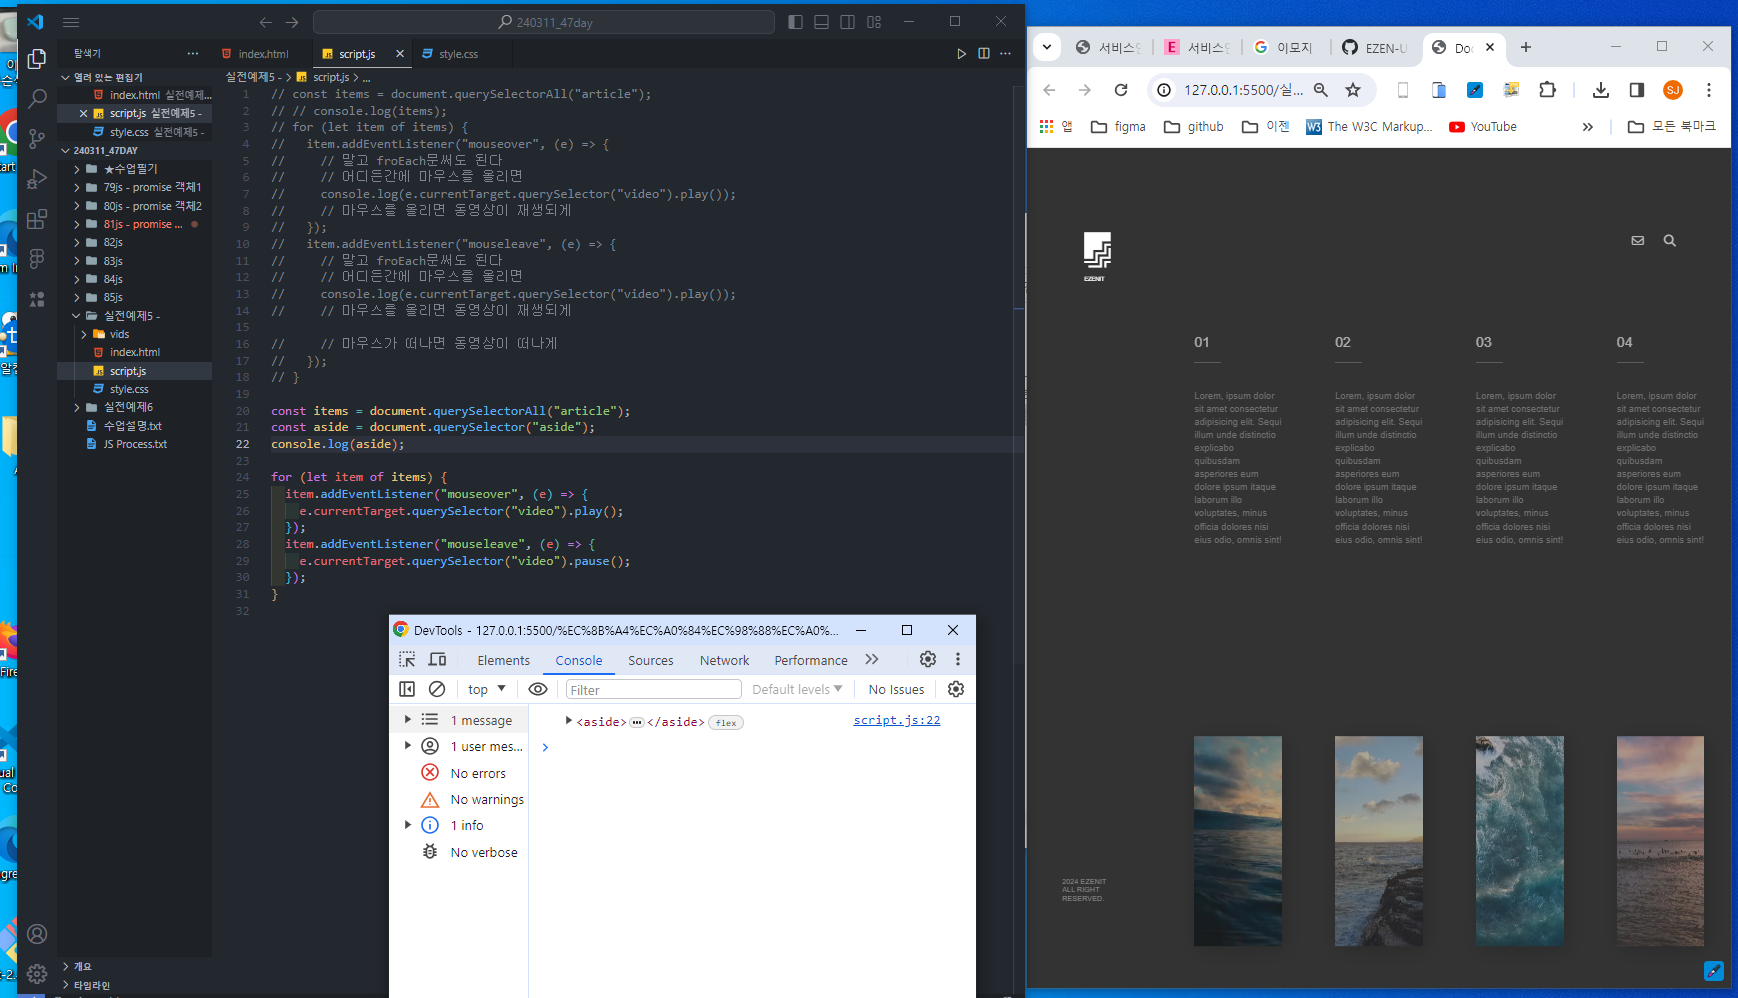 240311_47day
탐색기
index.html
script.js
style.css
열려 있는 편집기
index.html 실전예제...
script.js 실전예제5 -
style.css 실전예제5 -
240311_47DAY
★수업필기
79js - promise 객체1
80js - promise 객체2
81js - promise ...
82js
83js
84js
85js
실전예제5 -
vids
index.html
script.js
style.css
실전예제6
수업설명.txt
JS Process.txt
개요
타임라인
실전예제5 - > script.js > ...
1 // const items = document.querySelectorAll("article");
2 // // console.log(items);
3 // for (let item of items) {
4 //   item.addEventListener("mouseover", (e) => {
5 //     // 말고 froEach문써도 된다
6 //     // 어디든간에 마우스를 올리면
7 //     console.log(e.currentTarget.querySelector("video").play());
8 //     // 마우스를 올리면 동영상이 재생되게
9 //   });
10 //   item.addEventListener("mouseleave", (e) => {
11 //     // 말고 froEach문써도 된다
12 //     // 어디든간에 마우스를 올리면
13 //     console.log(e.currentTarget.querySelector("video").play());
14 //     // 마우스를 올리면 동영상이 재생되게
15
16 //     // 마우스가 떠나면 동영상이 떠나게
17 //   });
18 // }
19
20 const items = document.querySelectorAll("article");
21 const aside = document.querySelector("aside");
22 console.log(aside);
23
24 for (let item of items) {
25   item.addEventListener("mouseover", (e) => {
26     e.currentTarget.querySelector("video").play();
27   });
28   item.addEventListener("mouseleave", (e) => {
29     e.currentTarget.querySelector("video").pause();
30   });
31 }
32
DevTools - 127.0.0.1:5500/%EC%8B%A4%EC%A0%84%EC%98%88%EC%A0%...
Elements Console Sources Network Performance
top Filter Default levels No Issues
1 message
1 user mes...
No errors
No warnings
1 info
No verbose
<aside>…</aside> flex script.js:22
서비스
서비스
이모지
EZEN-U
Do
127.0.0.1:5500/실...
SJ
앱 figma github 이젠 The W3C Markup... YouTube 모든 북마크
EZENIT
01
Lorem, ipsum dolor
sit amet consectetur
adipisicing elit. Sequi
illum unde distinctio
explicabo
quibusdam
asperiores eum
dolore ipsum itaque
laborum illo
voluptates, minus
officia dolores nisi
eius odio, omnis sint!
02
Lorem, ipsum dolor
sit amet consectetur
adipisicing elit. Sequi
illum unde distinctio
explicabo
quibusdam
asperiores eum
dolore ipsum itaque
laborum illo
voluptates, minus
officia dolores nisi
eius odio, omnis sint!
03
Lorem, ipsum dolor
sit amet consectetur
adipisicing elit. Sequi
illum unde distinctio
explicabo
quibusdam
asperiores eum
dolore ipsum itaque
laborum illo
voluptates, minus
officia dolores nisi
eius odio, omnis sint!
04
Lorem, ipsum dolor
sit amet consectetur
adipisicing elit. Sequi
illum unde distinctio
explicabo
quibusdam
asperiores eum
dolore ipsum itaque
laborum illo
voluptates, minus
officia dolores nisi
eius odio, omnis sint!
2024 EZENIT
ALL RIGHT
RESERVED.